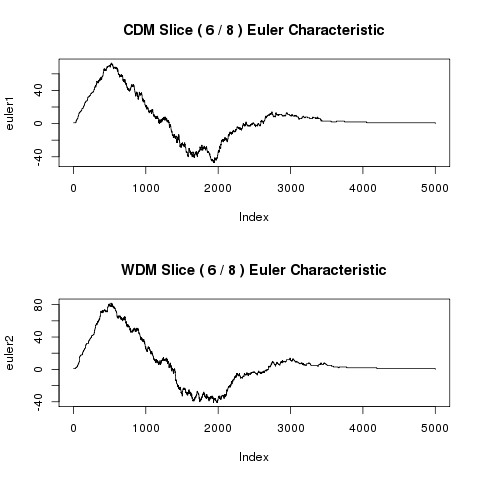 CDM Slice ( 6 / 8 ) Euler Characteristic
euler1
40
0
-40
0 1000 2000 3000 4000 5000
Index
WDM Slice ( 6 / 8 ) Euler Characteristic
euler2
80
40
0
-40
0 1000 2000 3000 4000 5000
Index